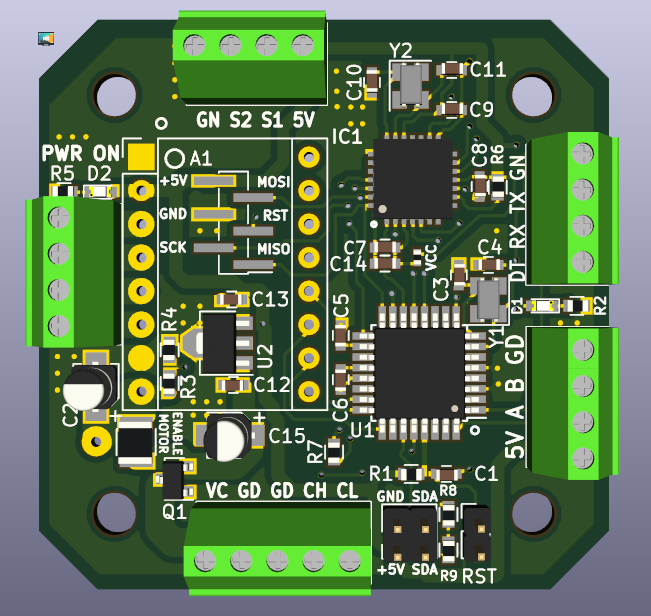 Y2
C10
C11
C9
GN S2 S1 5V
IC1
PWR ON
R5 D2
A1
+5V
MOSI
GND
RST
SCK
MISO
C8
R6
DT RX TX GN
C7
C14
VCC
C3
C4
Y1
D1
R2
C13
R4
R3
U2
C12
C5
C6
U1
5V A B GD
C2
+
ENABLE
MOTOR
+
C15
R7
Q1
VC GD GD CH CL
R1
C1
GND SDA
R8
+5V SDA
R9
RST